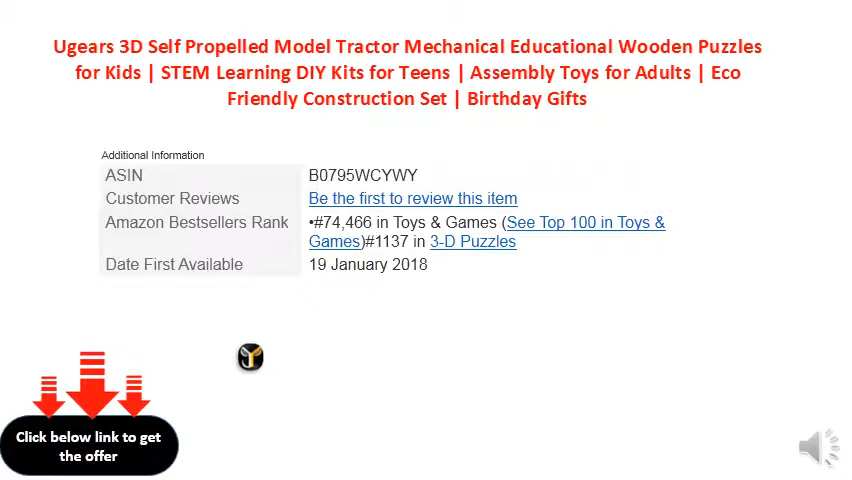 Ugears 3D Self Propelled Model Tractor Mechanical Educational Wooden Puzzles
for Kids | STEM Learning DIY Kits for Teens | Assembly Toys for Adults | Eco
Friendly Construction Set | Birthday Gifts
Additional Information
ASIN B0795WCYWY
Customer Reviews Be the first to review this item
Amazon Bestsellers Rank •#74,466 in Toys & Games (See Top 100 in Toys &
Games)#1137 in 3-D Puzzles
Date First Available 19 January 2018
Click below link to get
the offer